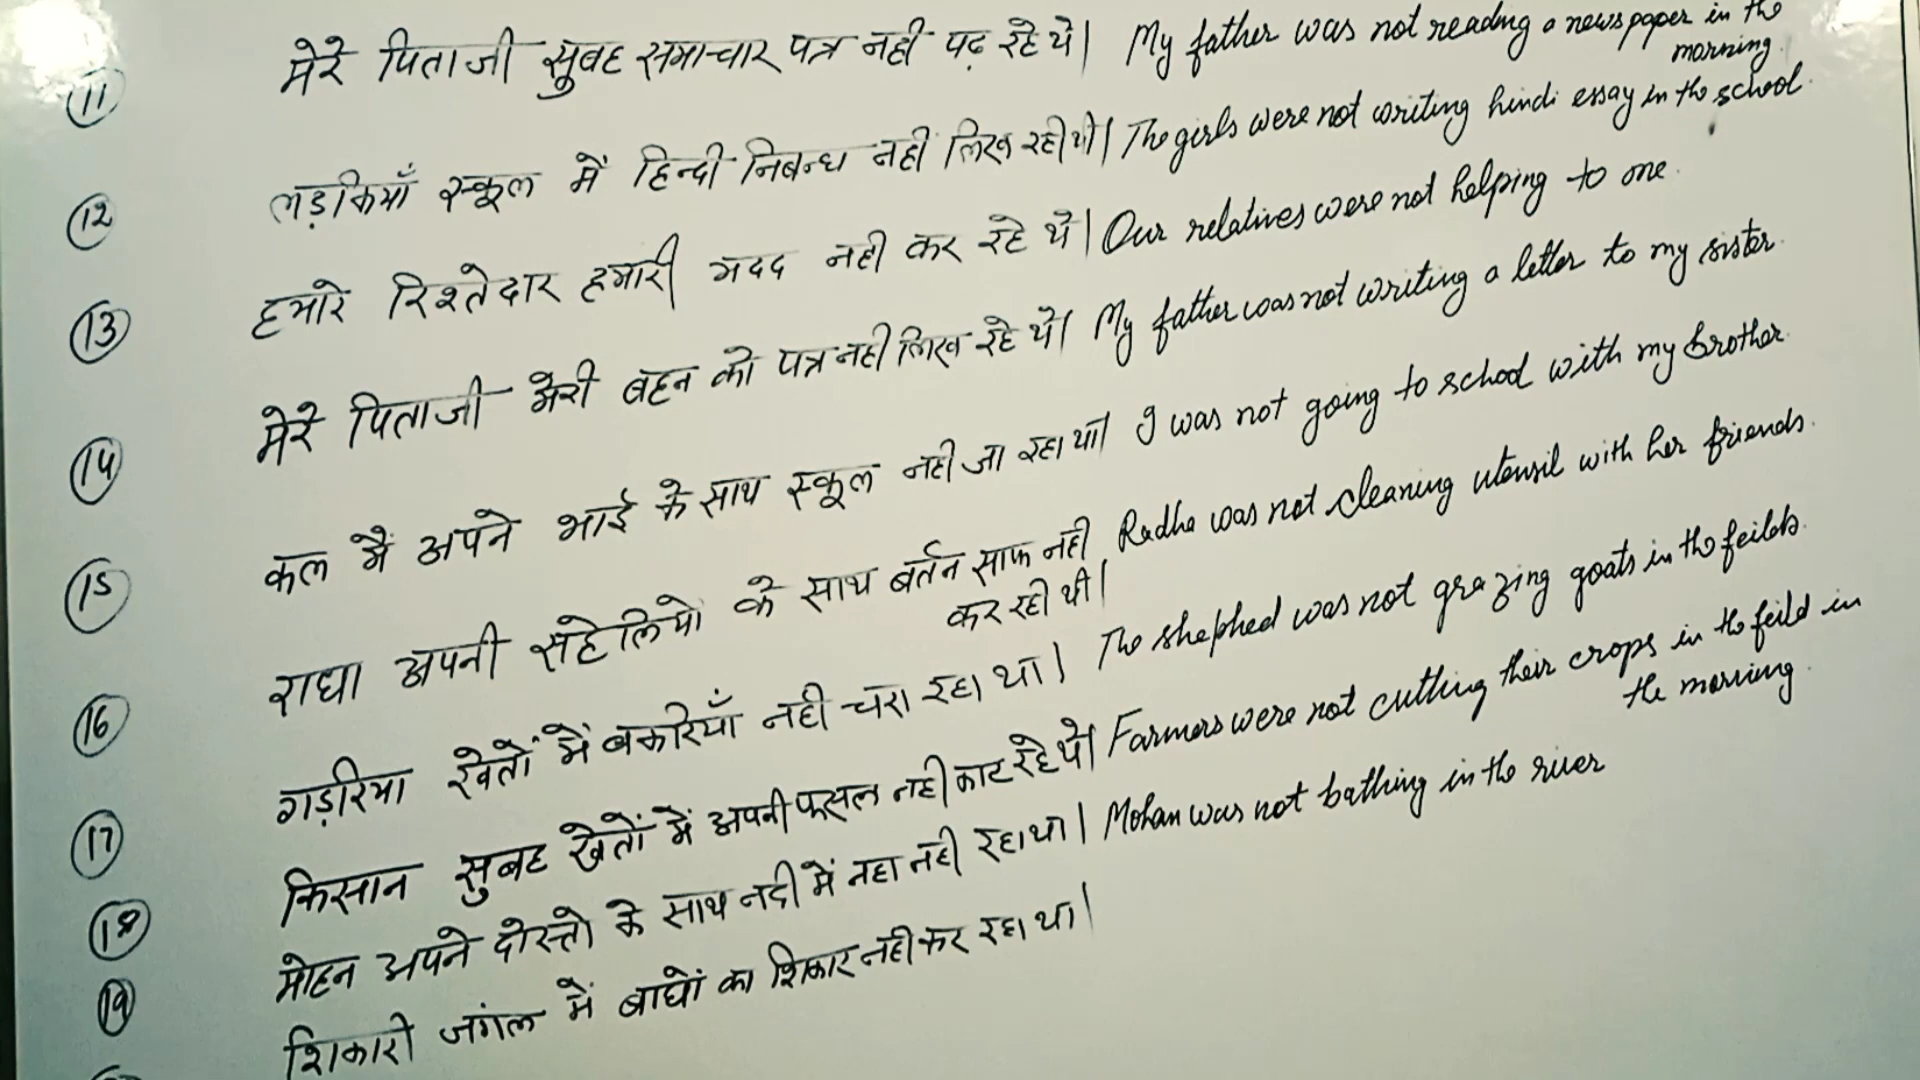 (11) मेरे पिताजी सुबह समाचार पत्र नही पढ़ रहे थे। My father was not reading a newspaper in the
morning.
(12) लड़कियाँ स्कूल में हिन्दी निबन्ध नही लिख रही थी। The girls were not writing hindi essay in the school.
(13) हमारे रिश्तेदार हमारी मदद नही कर रहे थे। Our relatives were not helping to one.
(14) मेरे पिताजी मेरी बहन को पत्र नही लिख रहे थे। My father was not writing a letter to my sister.
(15) कल मैं अपने भाई के साथ स्कूल नही जा रहा था। I was not going to school with my brother.
(16) राधा अपनी सहेलियो के साथ बर्तन साफ नही Radha was not cleaning utensil with her friends.
कर रही थी।
(17) गड़रिया खेतों में बकरियाँ नही चरा रहा था। The shephed was not grazing goats in the feilds.
(18) किसान सुबह खेतों में अपनी फसल नही काट रहे थे। Farmers were not cutting their crops in the feild in
the morning.
(19) मोहन अपने दोस्तो के साथ नदी में नहा नही रहा था। Mohan was not bathing in the river
शिकारी जंगल में बाघों का शिकार नही कर रहा था।